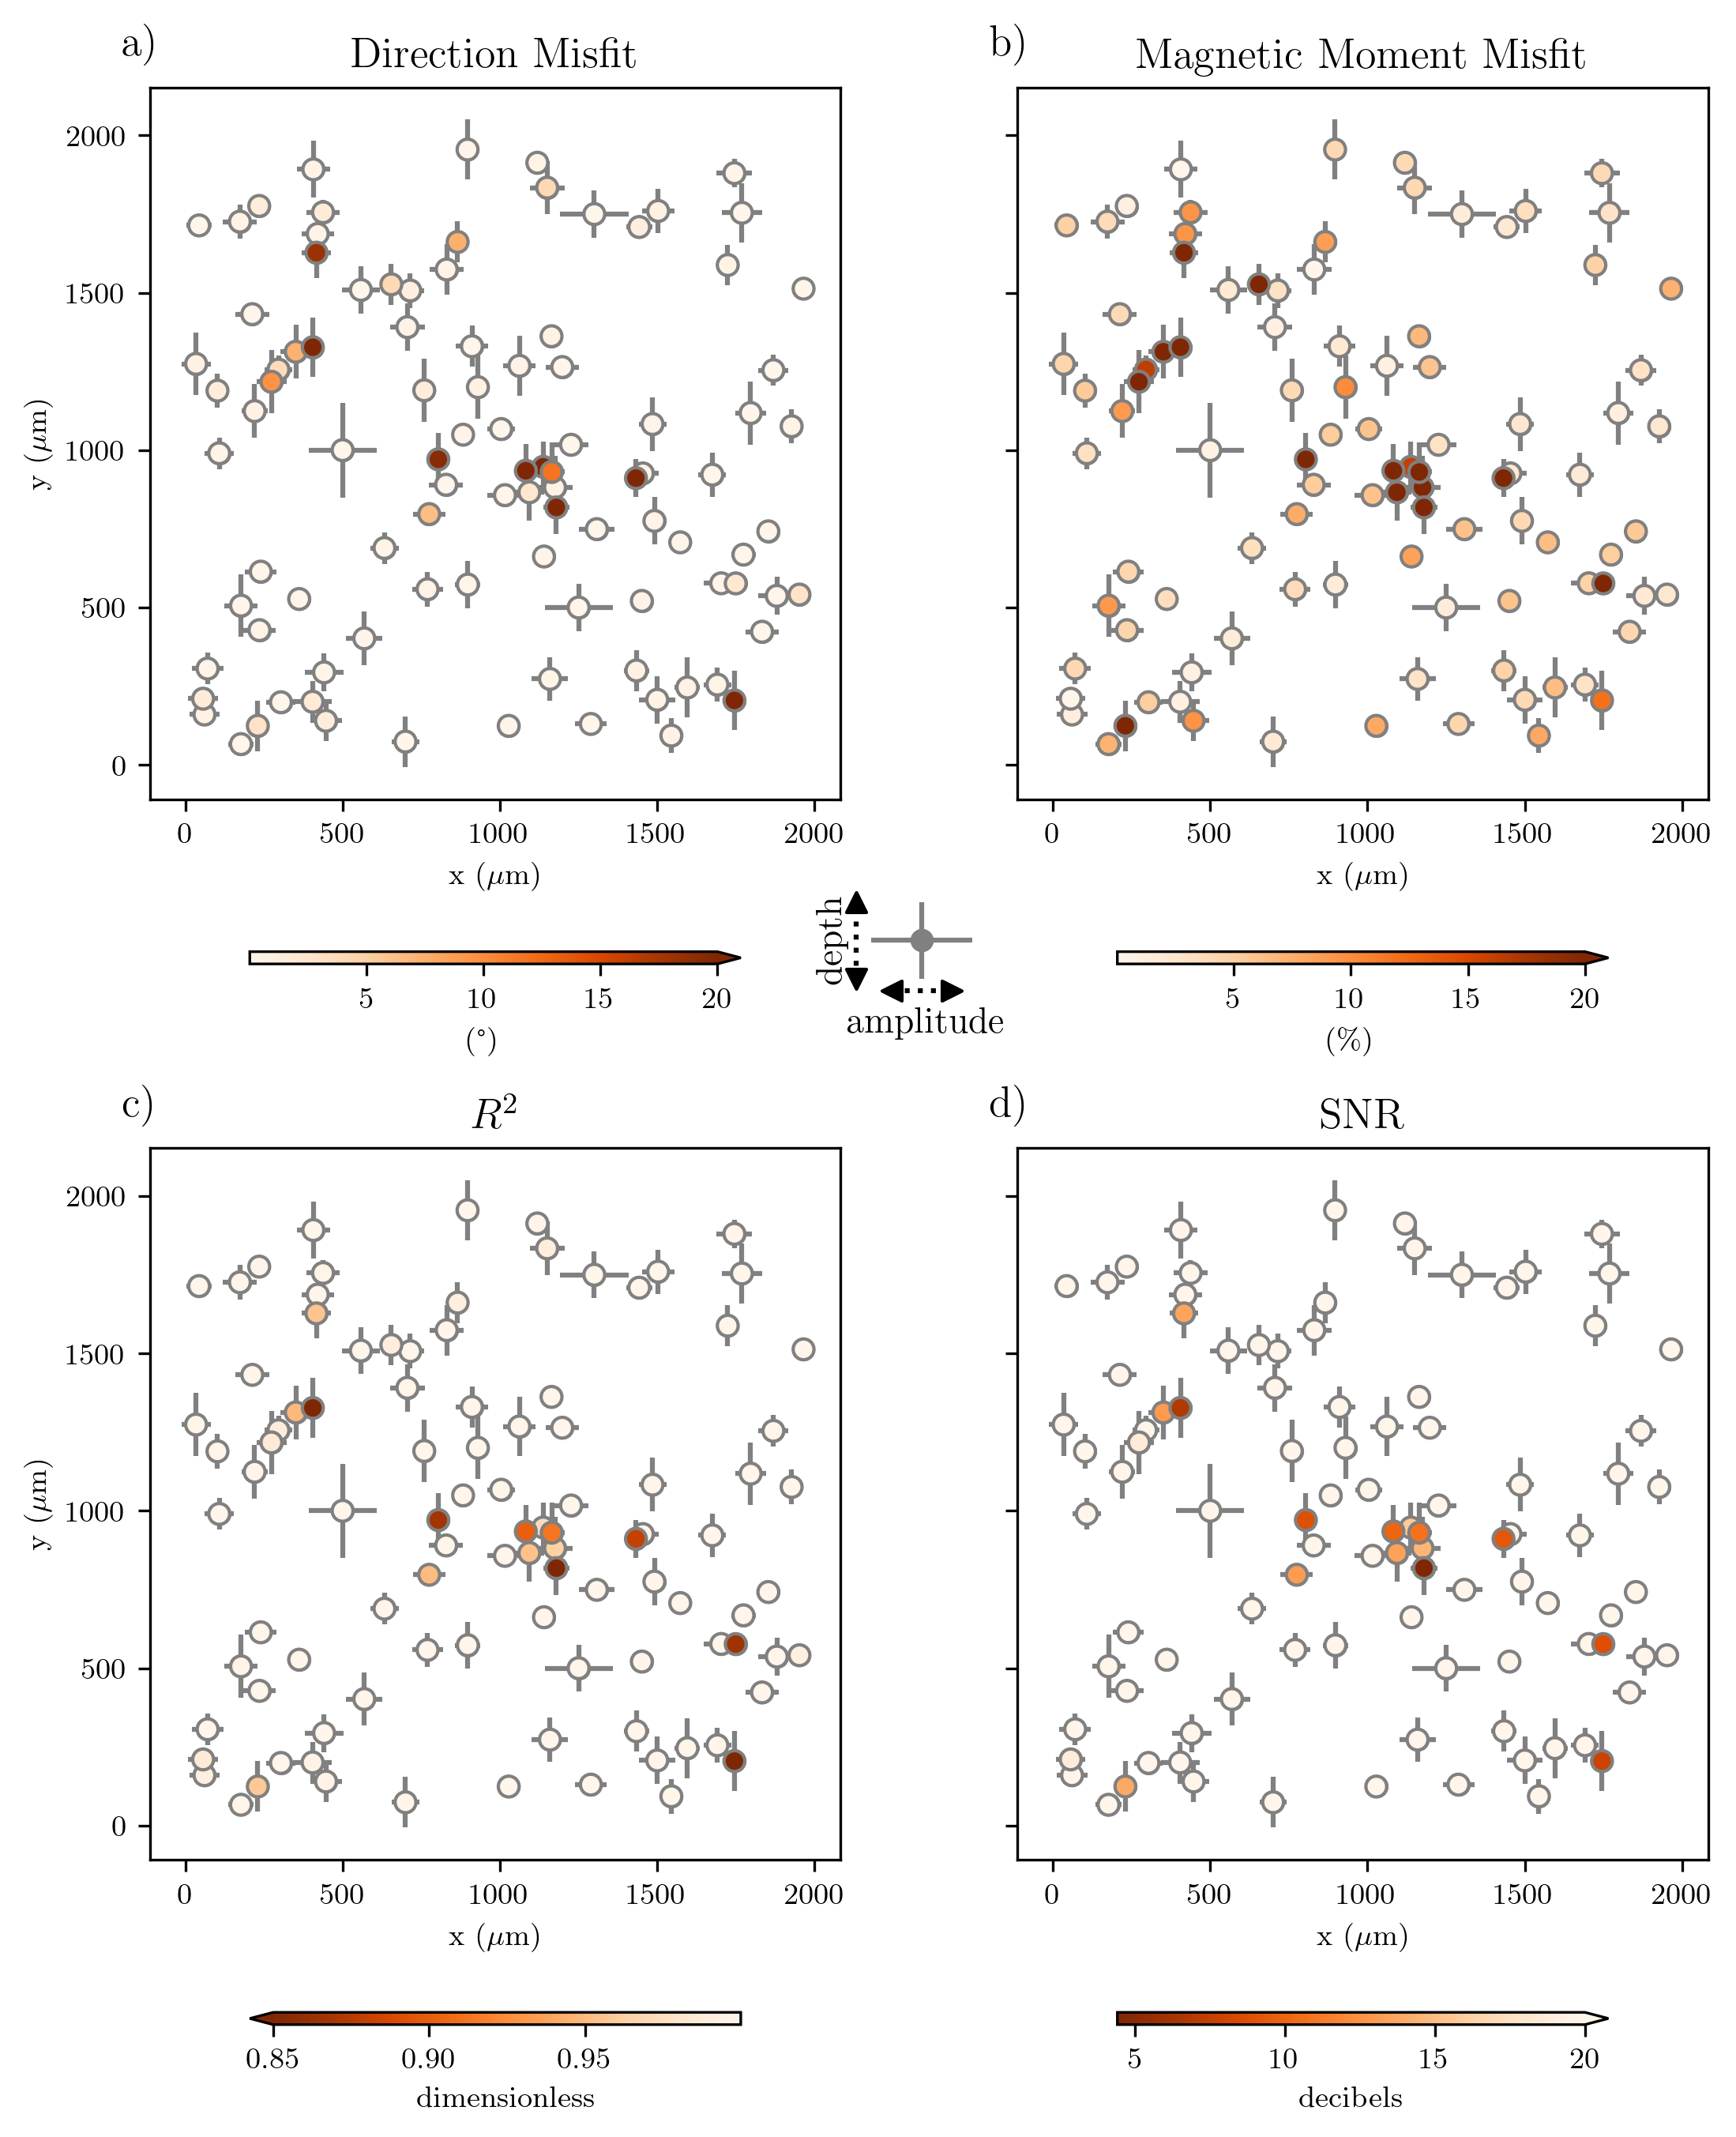 a)
Direction Misfit
2000
1500
1000
500
0
y (μm)
0 500 1000 1500 2000
x (μm)
5 10 15 20
(°)
b)
Magnetic Moment Misfit
0 500 1000 1500 2000
x (μm)
5 10 15 20
(%)
depth
amplitude
c)
R²
2000
1500
1000
500
0
y (μm)
0 500 1000 1500 2000
x (μm)
0.85 0.90 0.95
dimensionless
d)
SNR
0 500 1000 1500 2000
x (μm)
5 10 15 20
decibels